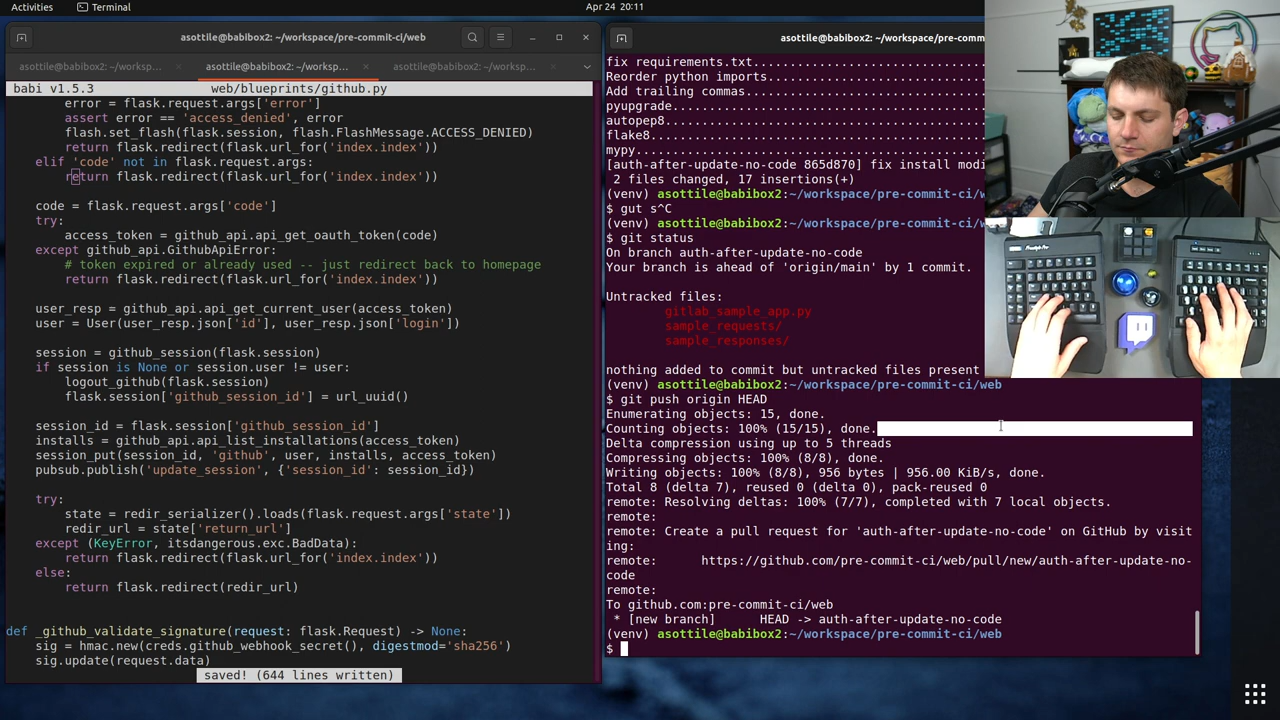 Activities
Terminal
Apr 24 20:11
asottile@babibox2: ~/workspace/pre-commit-ci/web
asottile@babibox2: ~/worksp…
asottile@babibox2: ~/worksp…
asottile@babibox2: ~/worksp…
babi v1.5.3 web/blueprints/github.py
error = flask.request.args['error']
assert error == 'access_denied', error
flash.set_flash(flask.session, flash.FlashMessage.ACCESS_DENIED)
return flask.redirect(flask.url_for('index.index'))
elif 'code' not in flask.request.args:
return flask.redirect(flask.url_for('index.index'))
code = flask.request.args['code']
try:
access_token = github_api.api_get_oauth_token(code)
except github_api.GithubApiError:
# token expired or already used -- just redirect back to homepage
return flask.redirect(flask.url_for('index.index'))
user_resp = github_api.api_get_current_user(access_token)
user = User(user_resp.json['id'], user_resp.json['login'])
session = github_session(flask.session)
if session is None or session.user != user:
logout_github(flask.session)
flask.session['github_session_id'] = url_uuid()
session_id = flask.session['github_session_id']
installs = github_api.api_list_installations(access_token)
session_put(session_id, 'github', user, installs, access_token)
pubsub.publish('update_session', {'session_id': session_id})
try:
state = redir_serializer().loads(flask.request.args['state'])
redir_url = state['return_url']
except (KeyError, itsdangerous.exc.BadData):
return flask.redirect(flask.url_for('index.index'))
else:
return flask.redirect(redir_url)
def _github_validate_signature(request: flask.Request) -> None:
sig = hmac.new(creds.github_webhook_secret(), digestmod='sha256')
sig.update(request.data)
saved! (644 lines written)
asottile@babibox2: ~/workspace/pre-commit-ci/web
fix requirements.txt......................................
Reorder python imports....................................
Add trailing commas.......................................
pyupgrade.................................................
autopep8..................................................
flake8....................................................
mypy......................................................
[auth-after-update-no-code 865d870] fix install modi
2 files changed, 17 insertions(+)
(venv) asottile@babibox2:~/workspace/pre-commit-ci/w
$ gut s^C
(venv) asottile@babibox2:~/workspace/pre-commit-ci/w
$ git status
On branch auth-after-update-no-code
Your branch is ahead of 'origin/main' by 1 commit.
Untracked files:
gitlab_sample_app.py
sample_requests/
sample_responses/
nothing added to commit but untracked files present
(venv) asottile@babibox2:~/workspace/pre-commit-ci/web
$ git push origin HEAD
Enumerating objects: 15, done.
Counting objects: 100% (15/15), done.
Delta compression using up to 5 threads
Compressing objects: 100% (8/8), done.
Writing objects: 100% (8/8), 956 bytes | 956.00 KiB/s, done.
Total 8 (delta 7), reused 0 (delta 0), pack-reused 0
remote: Resolving deltas: 100% (7/7), completed with 7 local objects.
remote:
remote: Create a pull request for 'auth-after-update-no-code' on GitHub by visit
ing:
remote: https://github.com/pre-commit-ci/web/pull/new/auth-after-update-no-
code
remote:
To github.com:pre-commit-ci/web
* [new branch] HEAD -> auth-after-update-no-code
(venv) asottile@babibox2:~/workspace/pre-commit-ci/web
$